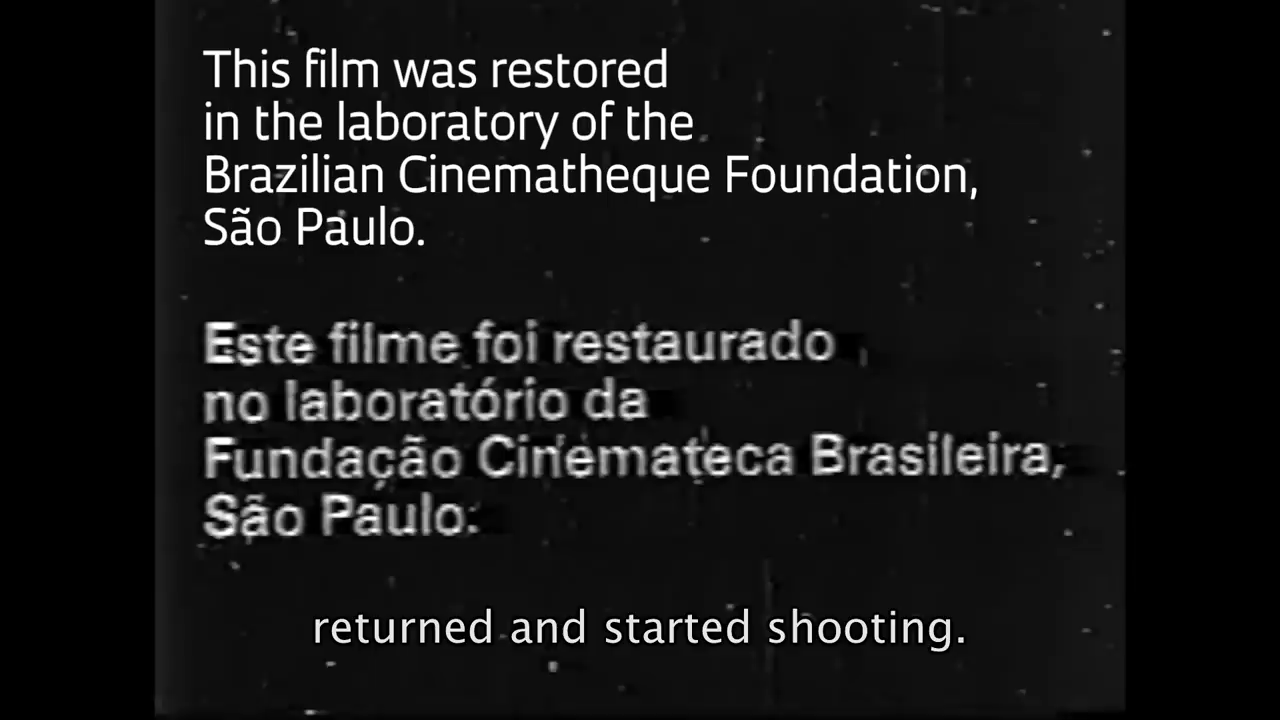 This film was restored
in the laboratory of the
Brazilian Cinematheque Foundation,
São Paulo.
Este filme foi restaurado
no laboratório da
Fundação Cinemateca Brasileira,
São Paulo.
returned and started shooting.